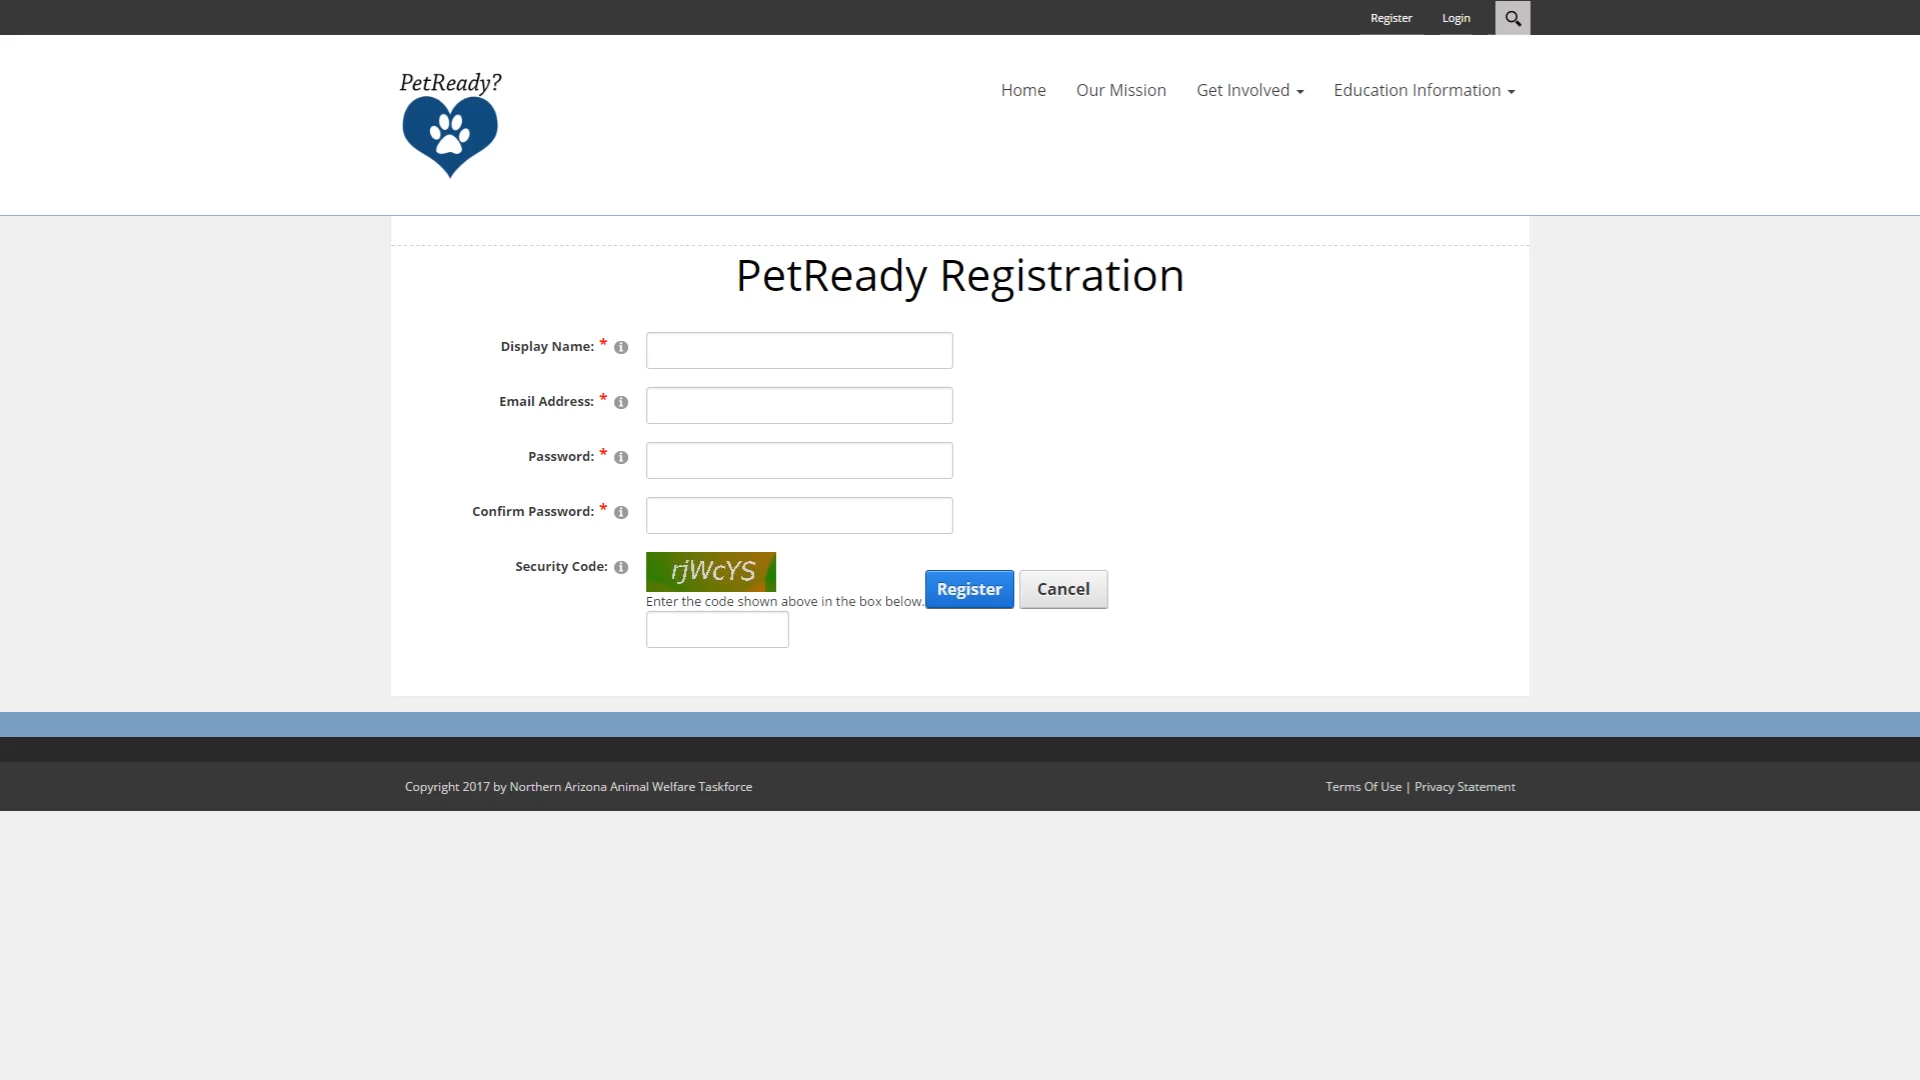 Register Login
PetReady?
Home Our Mission Get Involved Education Information
PetReady Registration
Display Name: *
Email Address: *
Password: *
Confirm Password: *
Security Code:
rjWcYS
Enter the code shown above in the box below.
Register Cancel
Copyright 2017 by Northern Arizona Animal Welfare Taskforce
Terms Of Use | Privacy Statement